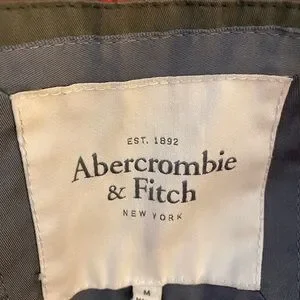 EST. 1892
Abercrombie
& Fitch
NEW YORK
M